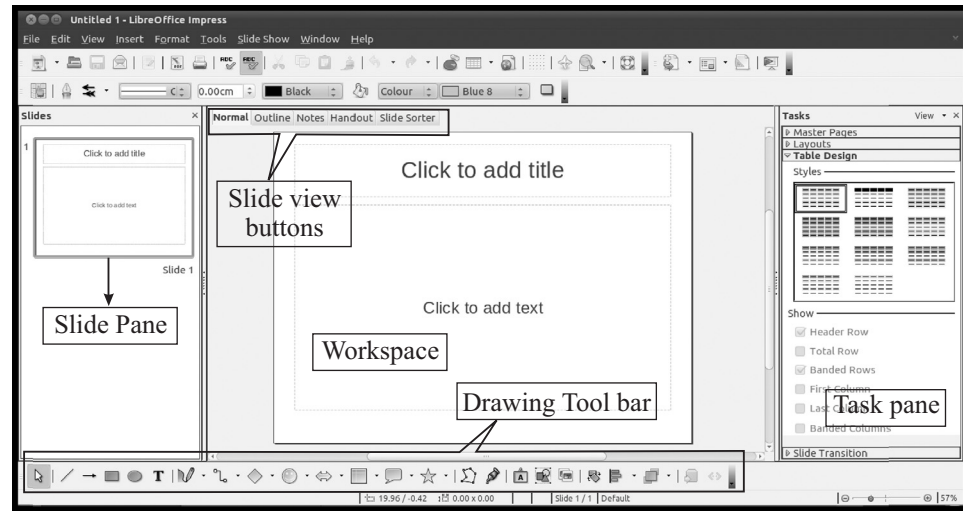 Untitled 1 - LibreOffice Impress
File Edit View Insert Format Tools Slide Show Window Help
0.00cm Black Colour Blue 8
Slides
Normal Outline Notes Handout Slide Sorter
Tasks View
1
Click to add title
Click to add text
Slide 1
Slide Pane
Slide view
buttons
Click to add title
Click to add text
Workspace
Drawing Tool bar
Master Pages
Layouts
Table Design
Styles
Show
Header Row
Total Row
Banded Rows
First Column
Last
Task pane
Banded Columns
Slide Transition
19.96 / -0.42 0.00 x 0.00 Slide 1 / 1 Default 57%